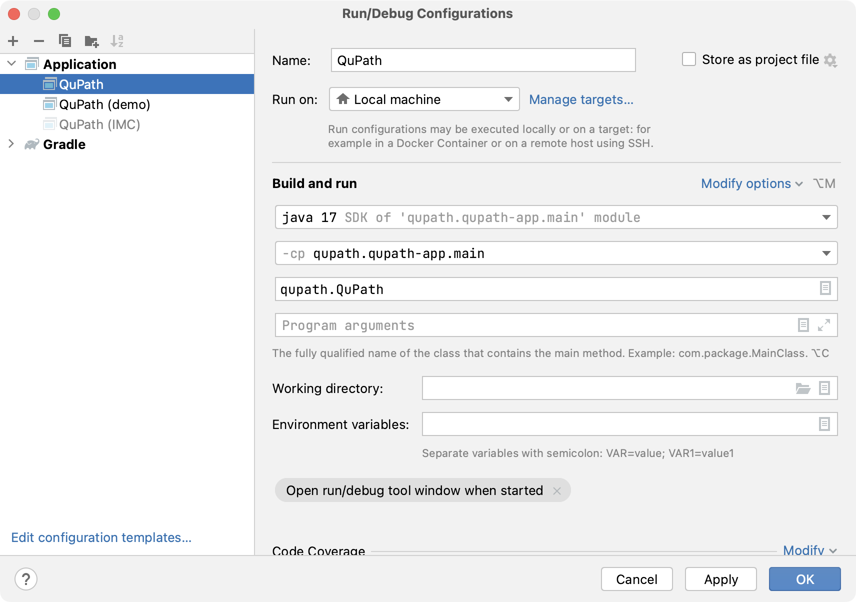 Run/Debug Configurations
Application
QuPath
QuPath (demo)
QuPath (IMC)
Gradle
Edit configuration templates...
Name:
QuPath
Store as project file
Run on:
Local machine
Manage targets...
Run configurations may be executed locally or on a target: for
example in a Docker Container or on a remote host using SSH.
Build and run
Modify options
⌥M
java 17 SDK of 'qupath.qupath-app.main' module
-cp qupath.qupath-app.main
qupath.QuPath
Program arguments
The fully qualified name of the class that contains the main method. Example: com.package.MainClass. ⌥C
Working directory:
Environment variables:
Separate variables with semicolon: VAR=value; VAR1=value1
Open run/debug tool window when started
Code Coverage
Modify
?
Cancel
Apply
OK